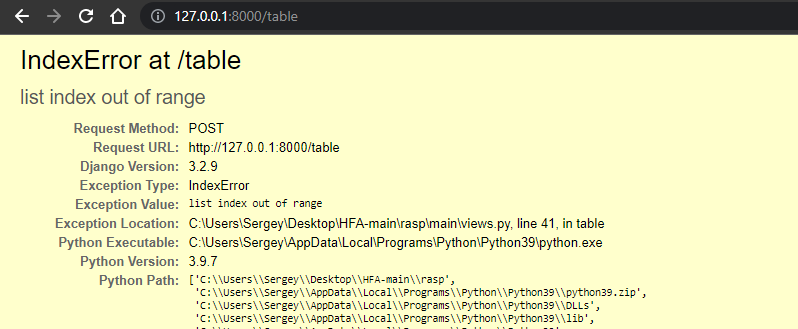 127.0.0.1:8000/table
IndexError at /table
list index out of range
Request Method: POST
Request URL: http://127.0.0.1:8000/table
Django Version: 3.2.9
Exception Type: IndexError
Exception Value: list index out of range
Exception Location: C:\Users\Sergey\Desktop\HFA-main\rasp\main\views.py, line 41, in table
Python Executable: C:\Users\Sergey\AppData\Local\Programs\Python\Python39\python.exe
Python Version: 3.9.7
Python Path: ['C:\\Users\\Sergey\\Desktop\\HFA-main\\rasp',
'C:\\Users\\Sergey\\AppData\\Local\\Programs\\Python\\Python39\\python39.zip',
'C:\\Users\\Sergey\\AppData\\Local\\Programs\\Python\\Python39\\DLLs',
'C:\\Users\\Sergey\\AppData\\Local\\Programs\\Python\\Python39\\lib',